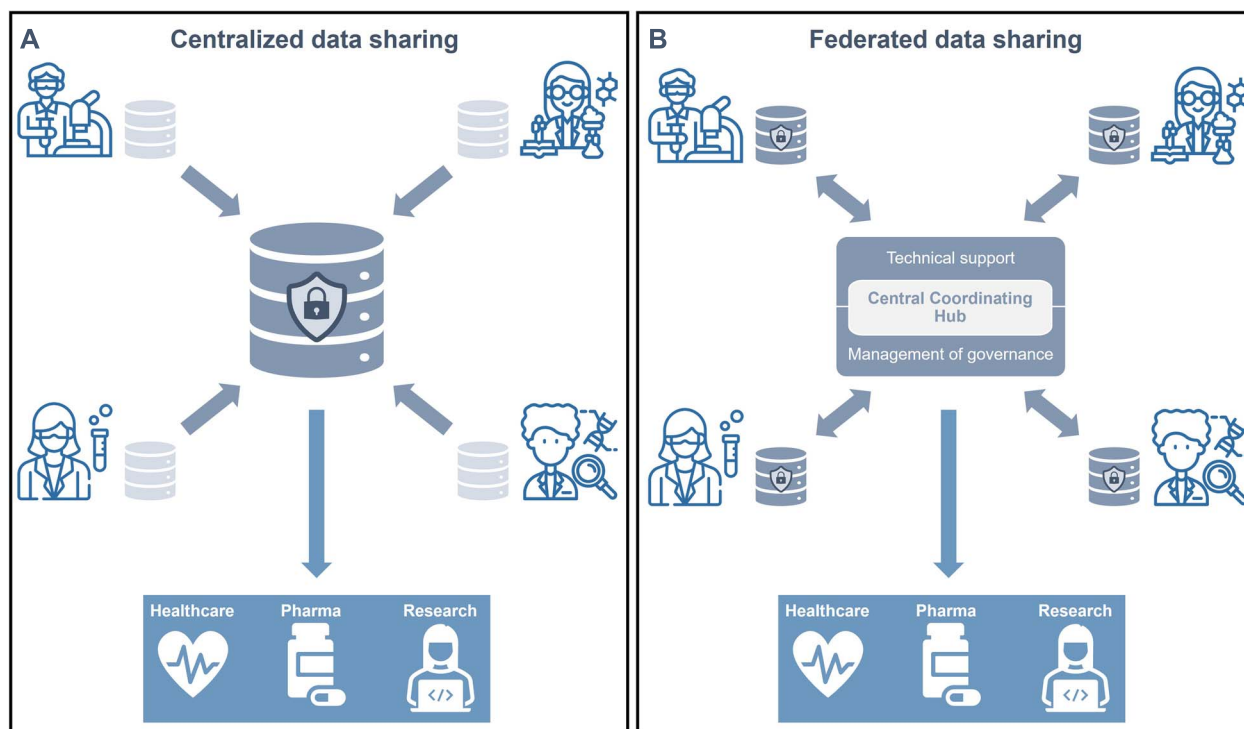 A
Centralized data sharing
Healthcare
Pharma
Research
</>
B
Federated data sharing
Technical support
Central Coordinating
Hub
Management of governance
Healthcare
Pharma
Research
</>